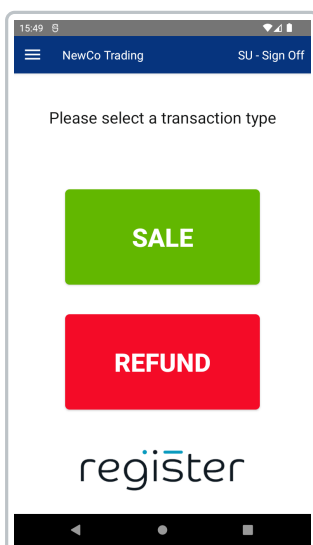 15:49
NewCo Trading SU - Sign Off
Please select a transaction type
SALE
REFUND
register